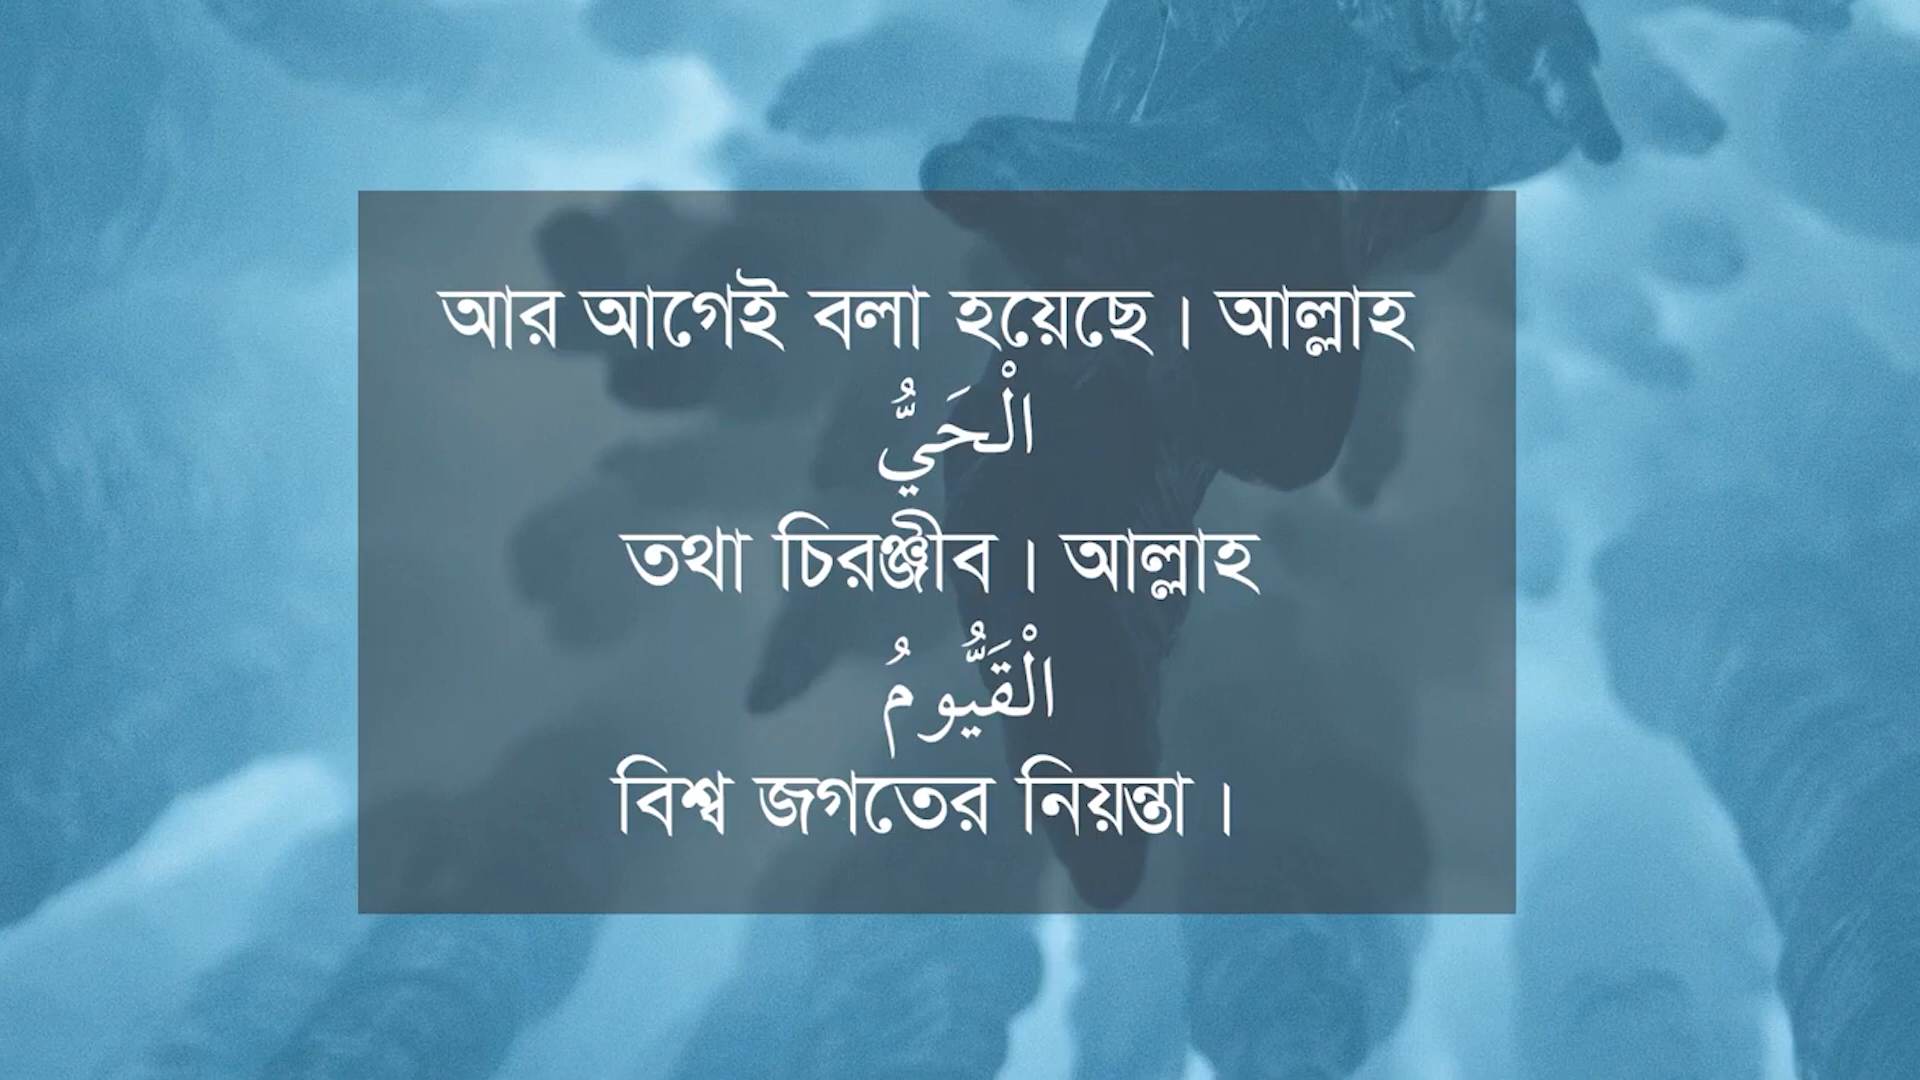 আর আগেই বলা হয়েছে। আল্লাহ
الْحَيُّ
তথা চিরঞ্জীব। আল্লাহ
الْقَيُّومُ
বিশ্ব জগতের নিয়ন্তা।